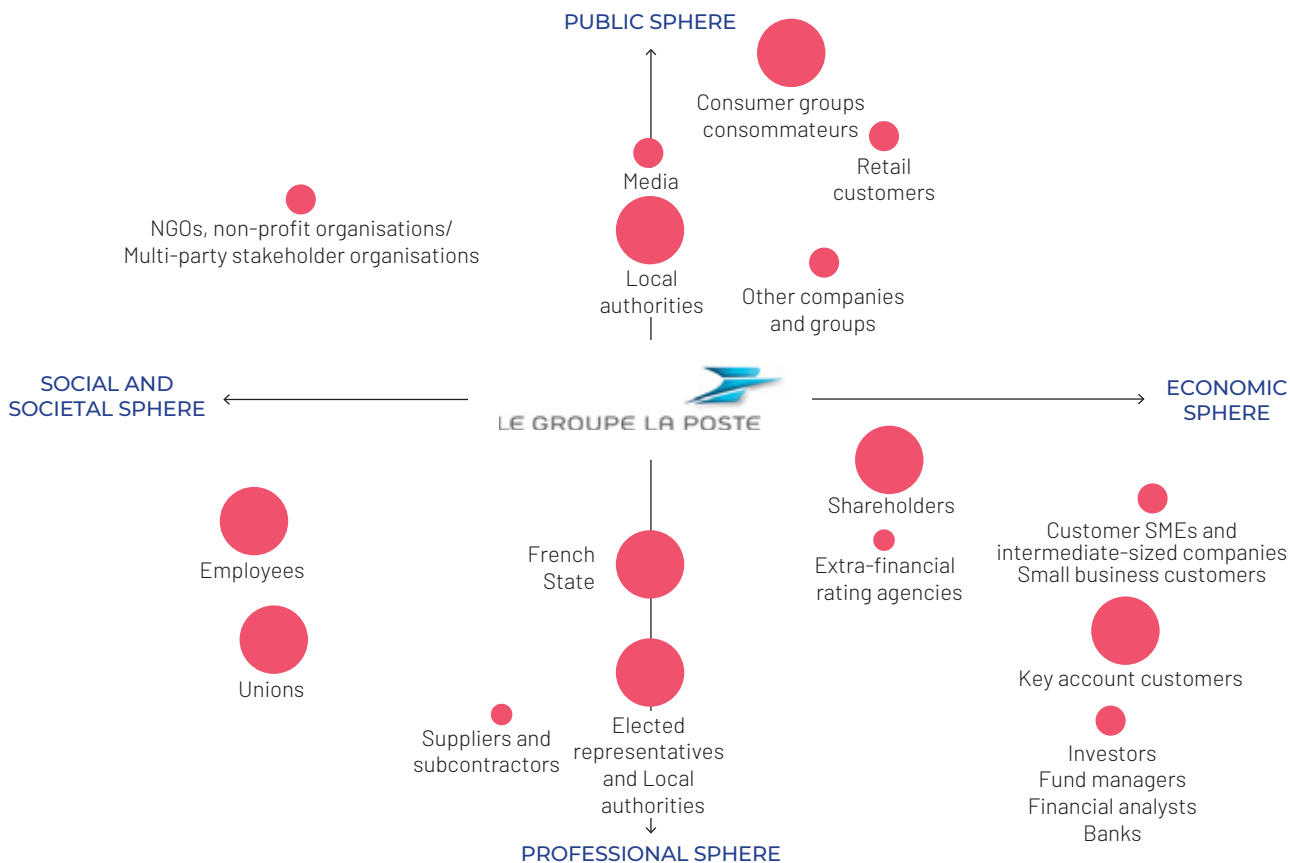 PUBLIC SPHERE
Consumer groups
consommateurs
Retail
customers
Media
NGOs, non-profit organisations/
Multi-party stakeholder organisations
Local
authorities
Other companies
and groups
SOCIAL AND
SOCIETAL SPHERE
LE GROUPE LA POSTE
ECONOMIC
SPHERE
Shareholders
Customer SMEs and
intermediate-sized companies
Small business customers
Employees
French
State
Extra-financial
rating agencies
Unions
Key account customers
Suppliers and
subcontractors
Elected
representatives
and Local
authorities
Investors
Fund managers
Financial analysts
Banks
PROFESSIONAL SPHERE